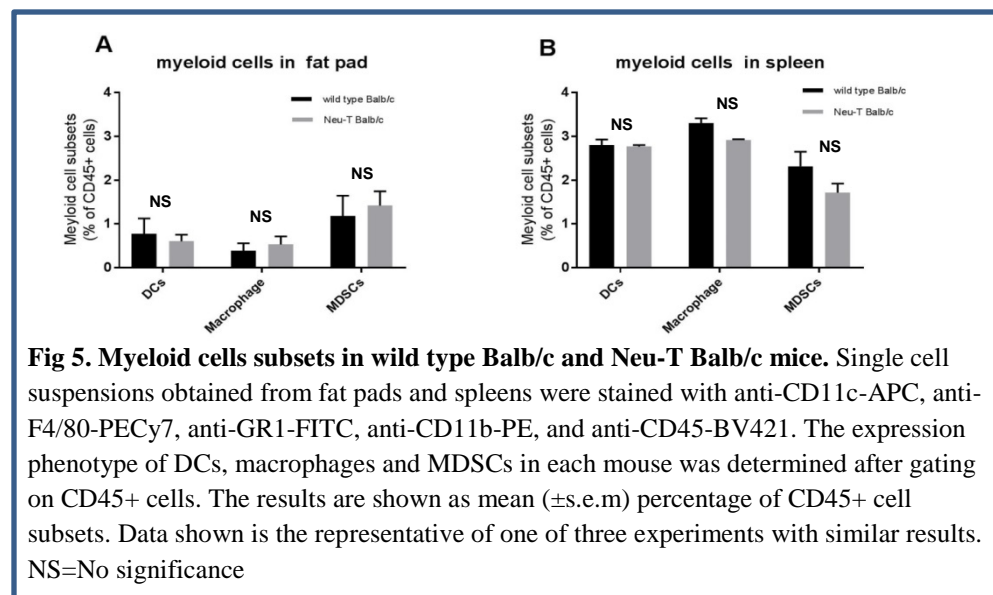 A
myeloid cells in fat pad
wild type Balb/c
Neu-T Balb/c
Meyloid cell subsets
(% of CD45+ cells)
4
3
2
1
0
NS
NS
NS
DCs
Macrophage
MDSCs
B
myeloid cells in spleen
wild type Balb/c
Neu-T Balb/c
Meyloid cell subsets
(% of CD45+ cells)
4
3
2
1
0
NS
NS
NS
DCs
Macrophage
MDSCs
Fig 5. Myeloid cells subsets in wild type Balb/c and Neu-T Balb/c mice. Single cell
suspensions obtained from fat pads and spleens were stained with anti-CD11c-APC, anti-
F4/80-PECy7, anti-GR1-FITC, anti-CD11b-PE, and anti-CD45-BV421. The expression
phenotype of DCs, macrophages and MDSCs in each mouse was determined after gating
on CD45+ cells. The results are shown as mean (±s.e.m) percentage of CD45+ cell
subsets. Data shown is the representative of one of three experiments with similar results.
NS=No significance